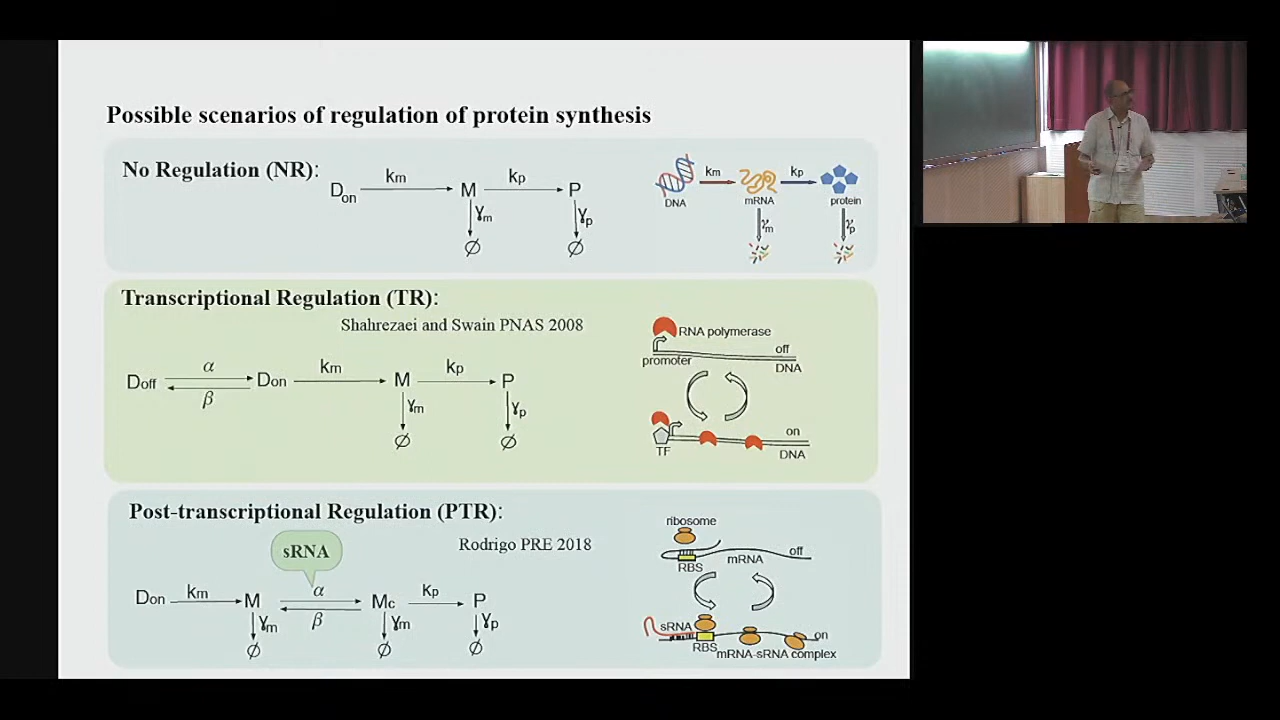 Possible scenarios of regulation of protein synthesis
No Regulation (NR):
Don km M kp P
γm γp
∅ ∅
km kp
DNA mRNA protein
γm γp
Transcriptional Regulation (TR):
Shahrezaei and Swain PNAS 2008
Doff α β Don km M kp P
γm γp
∅ ∅
RNA polymerase
promoter off
DNA
on
TF DNA
Post-transcriptional Regulation (PTR):
sRNA
Rodrigo PRE 2018
Don km M α β Mc kp P
γm γm γp
∅ ∅ ∅
ribosome
off
RBS mRNA
sRNA
on
RBS
mRNA-sRNA complex